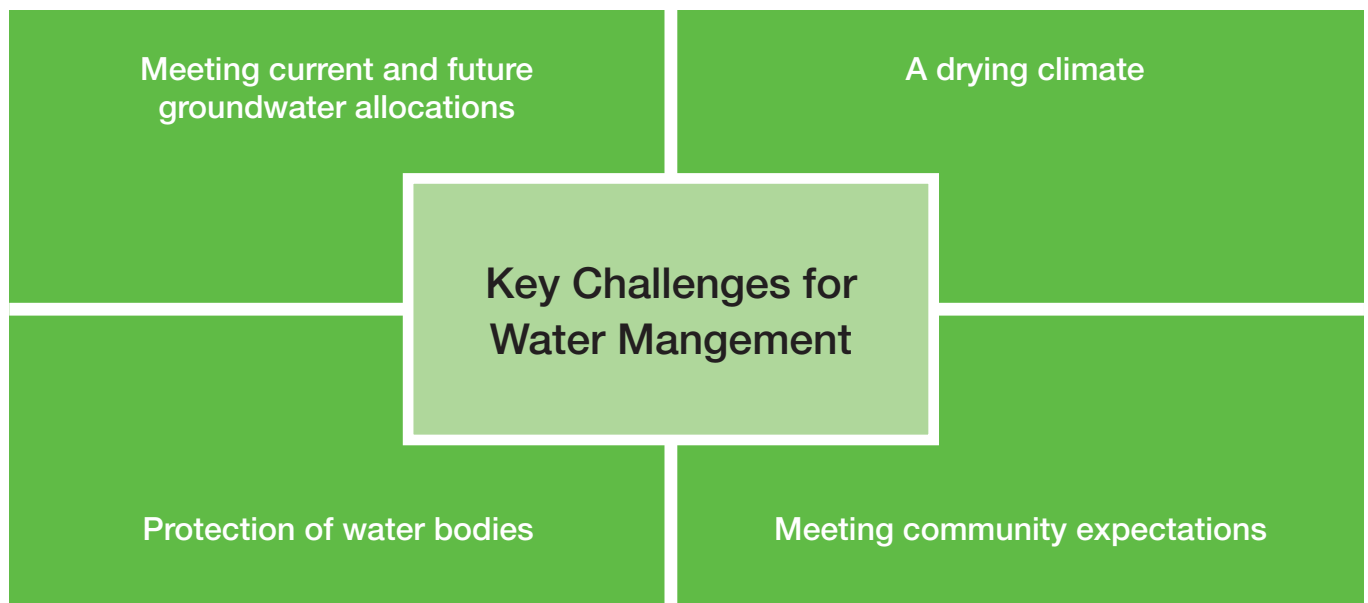 Meeting current and future
groundwater allocations
A drying climate
Key Challenges for
Water Mangement
Protection of water bodies
Meeting community expectations